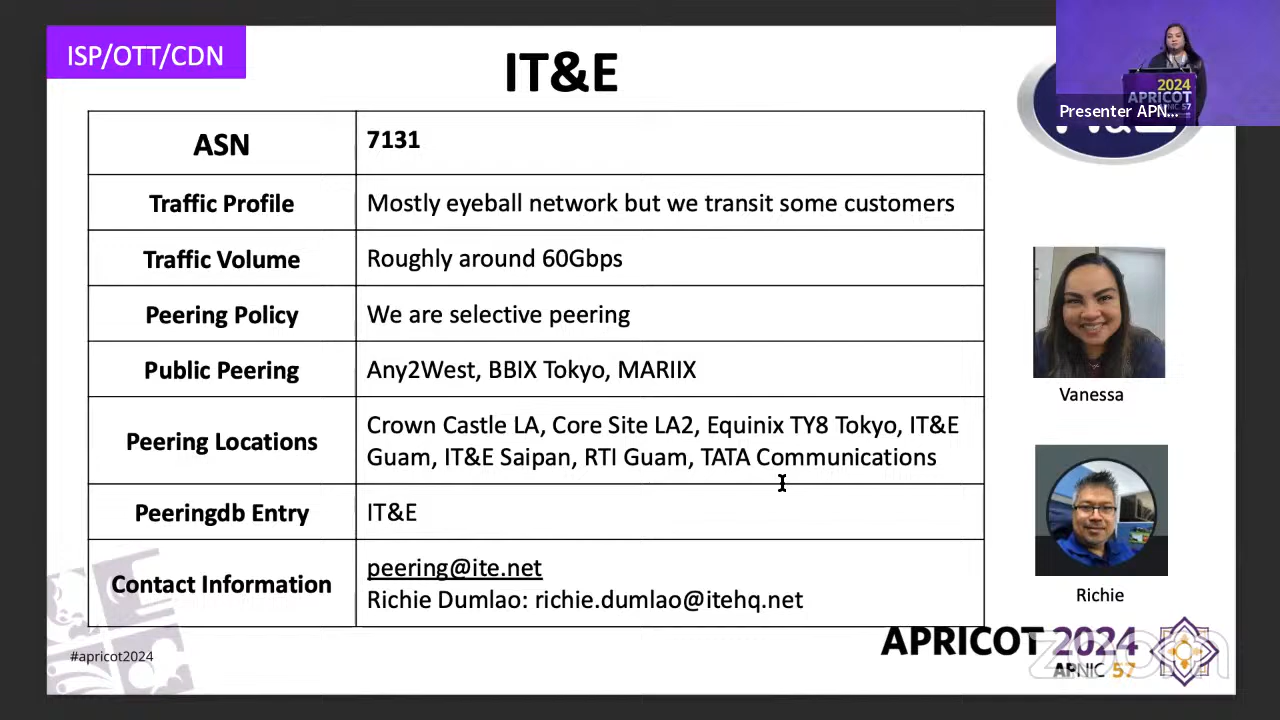 ISP/OTT/CDN
IT&E
2024
APRICOT
APNIC 57
Presenter APN...
ASN
7131
Traffic Profile
Mostly eyeball network but we transit some customers
Traffic Volume
Roughly around 60Gbps
Peering Policy
We are selective peering
Public Peering
Any2West, BBIX Tokyo, MARIIX
Peering Locations
Crown Castle LA, Core Site LA2, Equinix TY8 Tokyo, IT&E
Guam, IT&E Saipan, RTI Guam, TATA Communications
Peeringdb Entry
IT&E
Contact Information
peering@ite.net
Richie Dumlao: richie.dumlao@itehq.net
Vanessa
Richie
#apricot2024
APRICOT 2024
APNIC 57
zoom